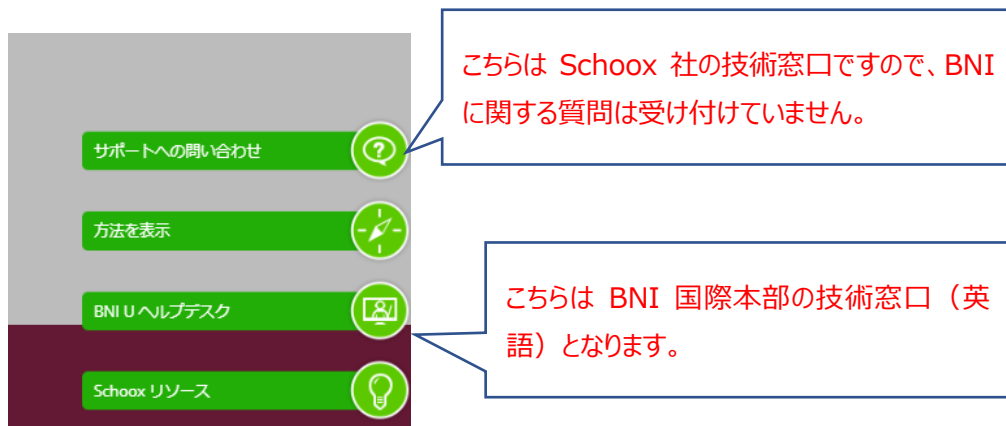 こちらは Schoox 社の技術窓口ですので、BNI
に関する質問は受け付けていません。
サポートへの問い合わせ
方法を表示
BNI U ヘルプデスク
こちらは BNI 国際本部の技術窓口（英
語）となります。
Schoox リソース